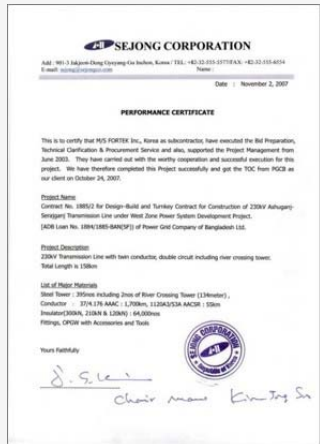 SEJONG CORPORATION
Add : 901-3 Jakjeon-Dong Gyeyang-Gu Incheon, Korea / TEL: +82-32-555-3577/FAX: +82-32-555-6554
E-mail: sejong@sejongco.com Name :
Date : November 2, 2007
PERFORMANCE CERTIFICATE
This is to certify that M/S FORTEK Inc., Korea as subcontractor, have executed the Bid Preparation,
Technical Clarification & Procurement Service and also, supported the Project Management from
June 2003. They have carried out with the worthy cooperation and successful execution for this
project. We have therefore completed this Project successfully and got the TOC from PGCB as
our client on October 24, 2007.
Project Name
Contract No. 1885/2 for Design-Build and Turnkey Contract for Construction of 230kV Ashuganj-
Serajganj Transmission Line under West Zone Power System Development Project.
[ADB Loan No. 1884/1885-BAN(SF)] of Power Grid Company of Bangladesh Ltd.
Project Description
230kV Transmission Line with twin conductor, double circuit including river crossing tower.
Total Length is 158km
List of Major Materials
Steel Tower : 395nos including 2nos of River Crossing Tower (134meter) ,
Conductor : 37/4.176 AAAC : 1,700km, 1120A3/S3A AACSR : 55km
Insulator(300kN, 210kN & 120kN) : 64,000nos
Fittings, OPGW with Accessories and Tools
Yours Faithfully
SEJONG CORPORATION
Republic of Korea